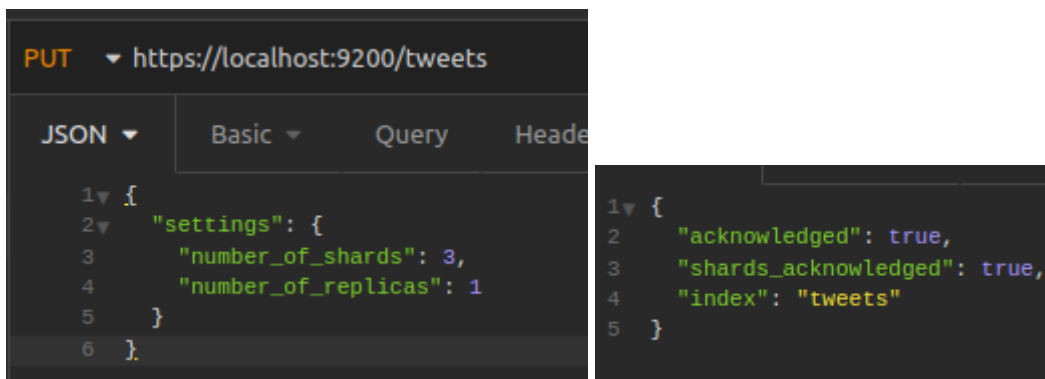 PUT https://localhost:9200/tweets
JSON Basic Query Heade
1 {
2 "settings": {
3 "number_of_shards": 3,
4 "number_of_replicas": 1
5 }
6 }
1 {
2 "acknowledged": true,
3 "shards_acknowledged": true,
4 "index": "tweets"
5 }